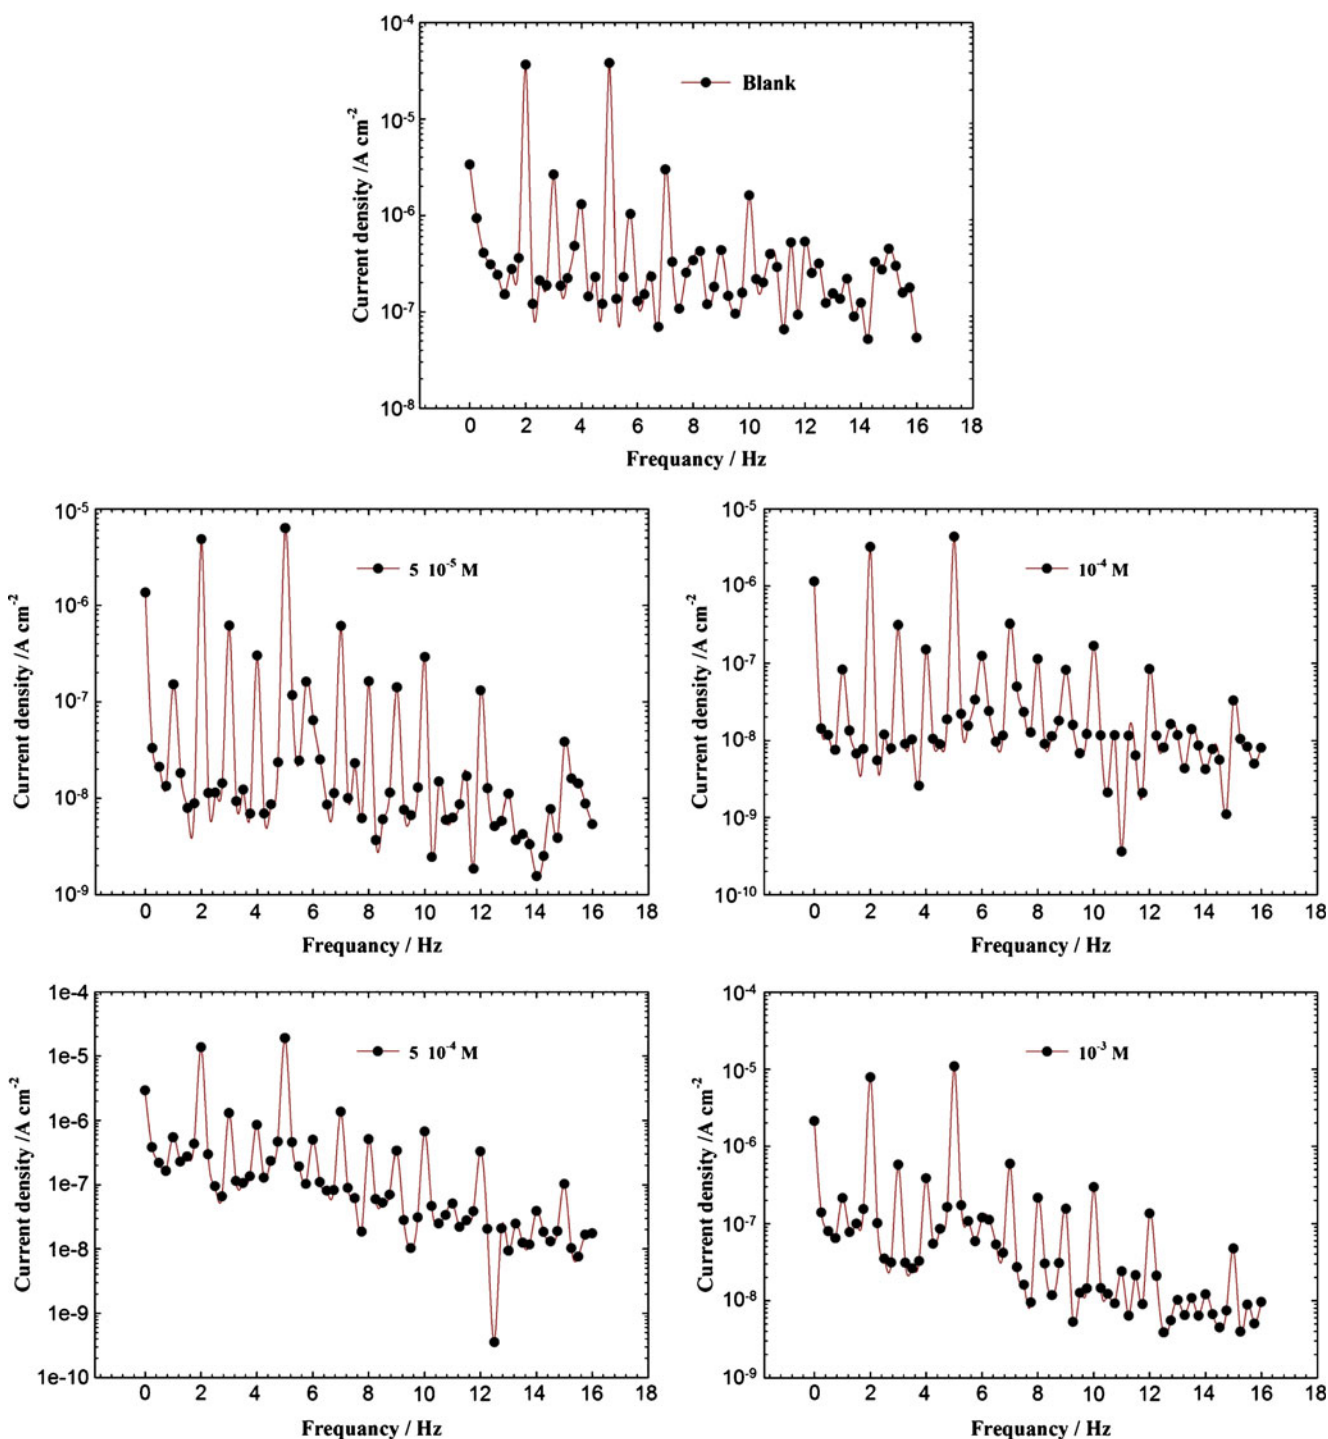 10⁻⁴
Blank
10⁻⁵
10⁻⁶
10⁻⁷
10⁻⁸
Current density /A cm⁻²
0 2 4 6 8 10 12 14 16 18
Frequancy / Hz
10⁻⁵
5 10⁻⁵ M
10⁻⁶
10⁻⁷
10⁻⁸
10⁻⁹
Current density /A cm⁻²
0 2 4 6 8 10 12 14 16 18
Frequancy / Hz
10⁻⁵
10⁻⁴ M
10⁻⁶
10⁻⁷
10⁻⁸
10⁻⁹
10⁻¹⁰
Current density /A cm⁻²
0 2 4 6 8 10 12 14 16 18
Frequancy / Hz
1e-4
5 10⁻⁴ M
1e-5
1e-6
1e-7
1e-8
1e-9
1e-10
Current density /A cm⁻²
0 2 4 6 8 10 12 14 16 18
Frequancy / Hz
10⁻⁴
10⁻³ M
10⁻⁵
10⁻⁶
10⁻⁷
10⁻⁸
10⁻⁹
Current density /A cm⁻²
0 2 4 6 8 10 12 14 16 18
Frequancy / Hz